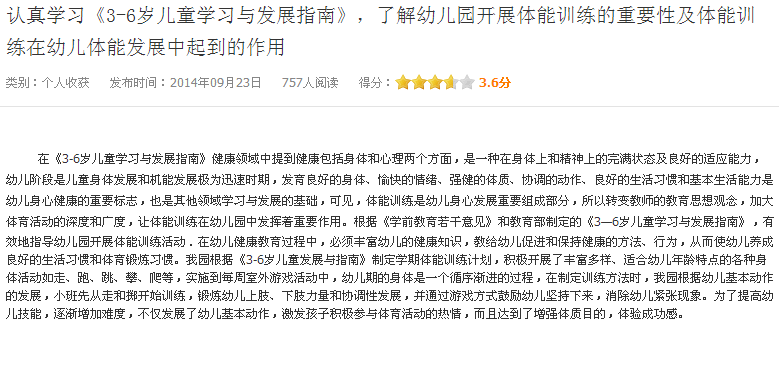 认真学习《3-6岁儿童学习与发展指南》，了解幼儿园开展体能训练的重要性及体能训
练在幼儿体能发展中起到的作用
类别：个人收获 发布时间：2014年09月23日 757人阅读 得分： 3.6分
在《3-6岁儿童学习与发展指南》健康领域中提到健康包括身体和心理两个方面，是一种在身体上和精神上的完满状态及良好的适应能力，
幼儿阶段是儿童身体发展和机能发展极为迅速时期，发育良好的身体、愉快的情绪、强健的体质、协调的动作、良好的生活习惯和基本生活能力是
幼儿身心健康的重要标志，也是其他领域学习与发展的基础，可见，体能训练是幼儿身心发展重要组成部分，所以转变教师的教育思想观念，加大
体育活动的深度和广度，让体能训练在幼儿园中发挥着重要作用。根据《学前教育若干意见》和教育部制定的《3—6岁儿童学习与发展指南》，有
效地指导幼儿园开展体能训练活动．在幼儿健康教育过程中，必须丰富幼儿的健康知识，教给幼儿促进和保持健康的方法、行为，从而使幼儿养成
良好的生活习惯和体育锻炼习惯。我园根据《3-6岁儿童发展与指南》制定学期体能训练计划，积极开展了丰富多样、适合幼儿年龄特点的各种身
体活动如走、跑、跳、攀、爬等，实施到每周室外游戏活动中，幼儿期的身体是一个循序渐进的过程，在制定训练方法时，我园根据幼儿基本动作
的发展，小班先从走和掷开始训练，锻炼幼儿上肢、下肢力量和协调性发展，并通过游戏方式鼓励幼儿坚持下来，消除幼儿紧张现象。为了提高幼
儿技能，逐渐增加难度，不仅发展了幼儿基本动作，激发孩子积极参与体育活动的热情，而且达到了增强体质目的，体验成功感。